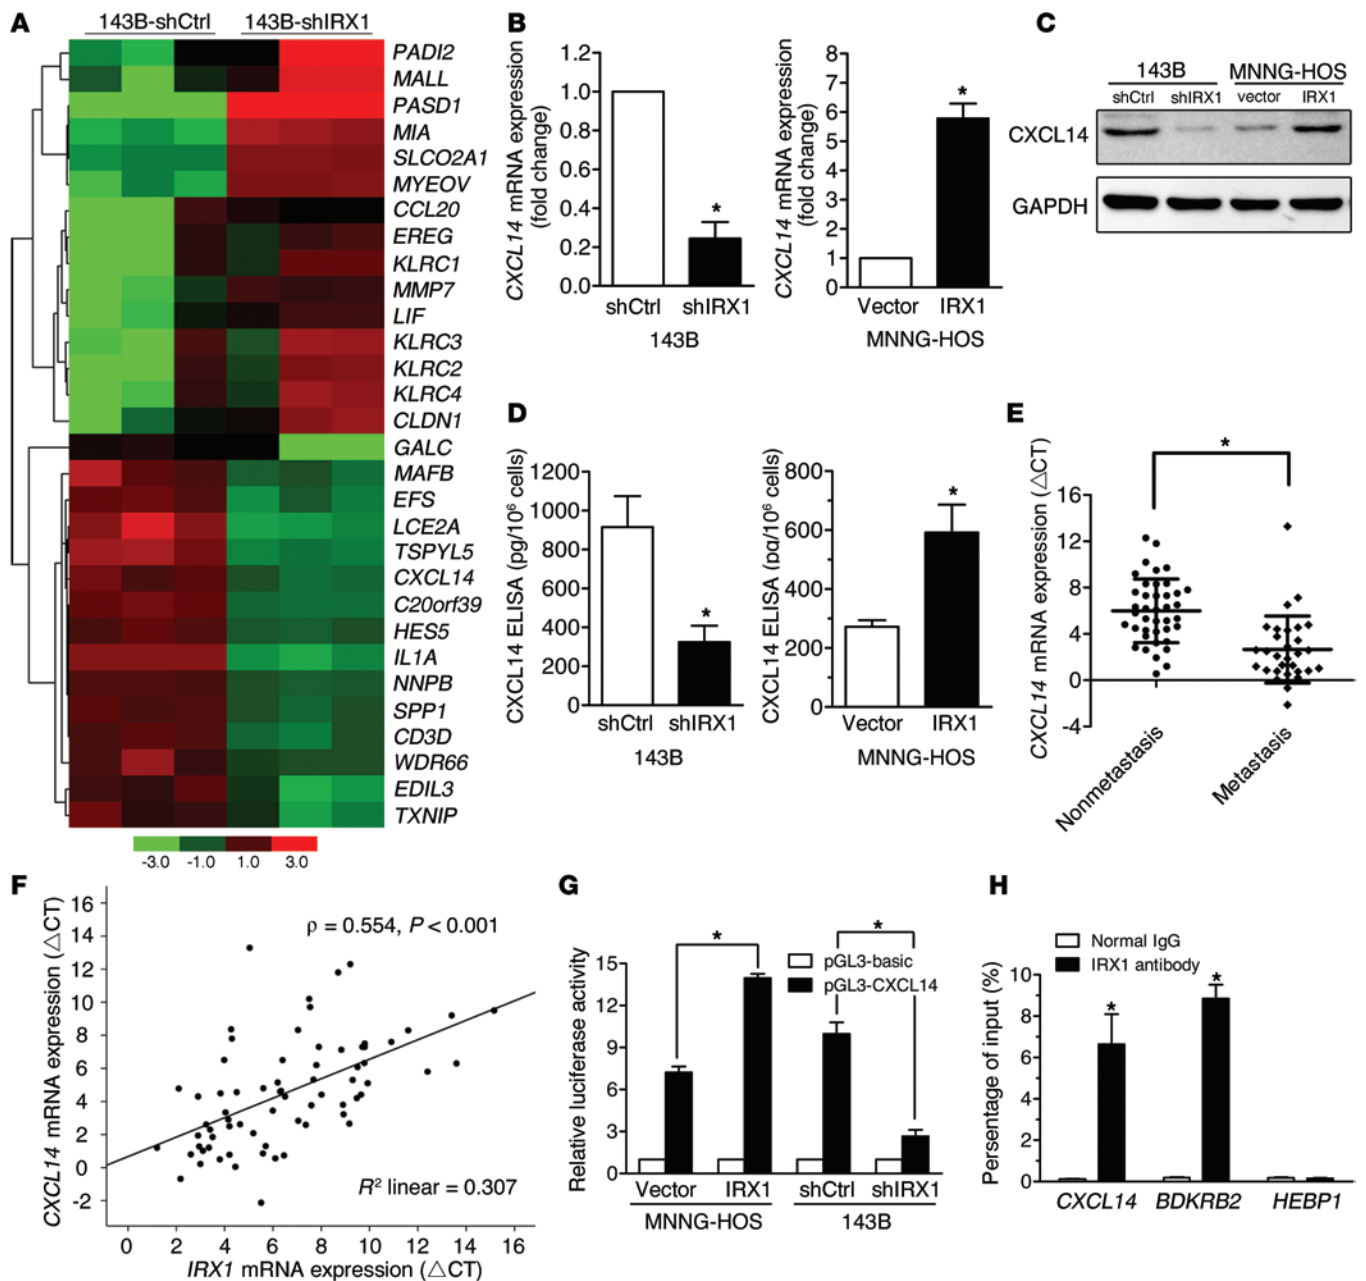 A
143B-shCtrl 143B-shIRX1
PADI2
MALL
PASD1
MIA
SLCO2A1
MYEOV
CCL20
EREG
KLRC1
MMP7
LIF
KLRC3
KLRC2
KLRC4
CLDN1
GALC
MAFB
EFS
LCE2A
TSPYL5
CXCL14
C20orf39
HES5
IL1A
NNPB
SPP1
CD3D
WDR66
EDIL3
TXNIP
-3.0 -1.0 1.0 3.0
B
CXCL14 mRNA expression
(fold change)
1.2
1.0
0.8
0.6
0.4
0.2
0.0
*
shCtrl shIRX1
143B
CXCL14 mRNA expression
(fold change)
8
7
6
5
4
3
2
1
0
*
Vector IRX1
MNNG-HOS
C
143B MNNG-HOS
shCtrl shIRX1 vector IRX1
CXCL14
GAPDH
D
CXCL14 ELISA (pg/10⁶ cells)
1200
1000
800
600
400
200
0
*
shCtrl shIRX1
143B
CXCL14 ELISA (pg/10⁶ cells)
800
600
400
200
0
*
Vector IRX1
MNNG-HOS
E
CXCL14 mRNA expression (△CT)
16
12
8
4
0
-4
*
Nonmetastasis
Metastasis
F
CXCL14 mRNA expression (△CT)
16
14
12
10
8
6
4
2
0
-2
ρ = 0.554, P < 0.001
R² linear = 0.307
0 2 4 6 8 10 12 14 16
IRX1 mRNA expression (△CT)
G
Relative luciferase activity
15
12
9
6
3
0
* *
pGL3-basic
pGL3-CXCL14
Vector IRX1 shCtrl shIRX1
MNNG-HOS 143B
H
Normal IgG
IRX1 antibody
Persentage of input (%)
10
8
6
4
2
0
* *
CXCL14 BDKRB2 HEBP1